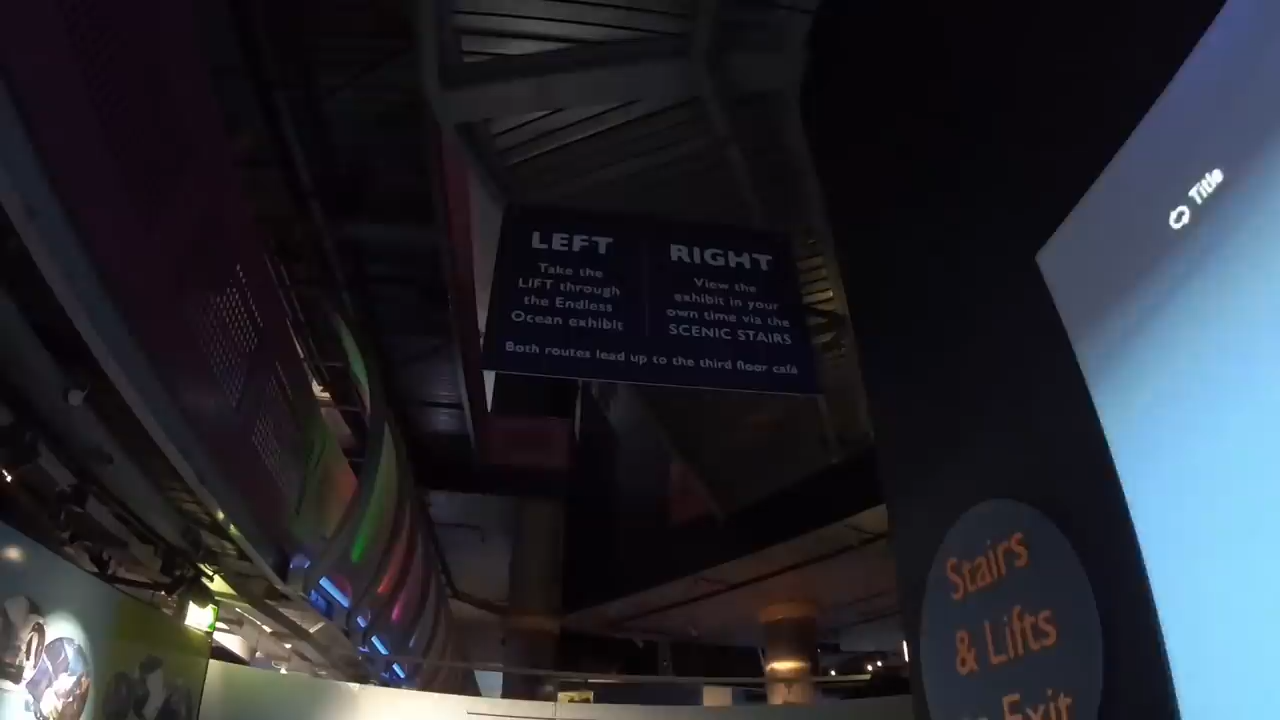 LEFT
Take the
LIFT through
the Endless
Ocean exhibit
RIGHT
View the
exhibit in your
own time via the
SCENIC STAIRS
Both routes lead up to the third floor café
Title
Stairs
& Lifts
Exit